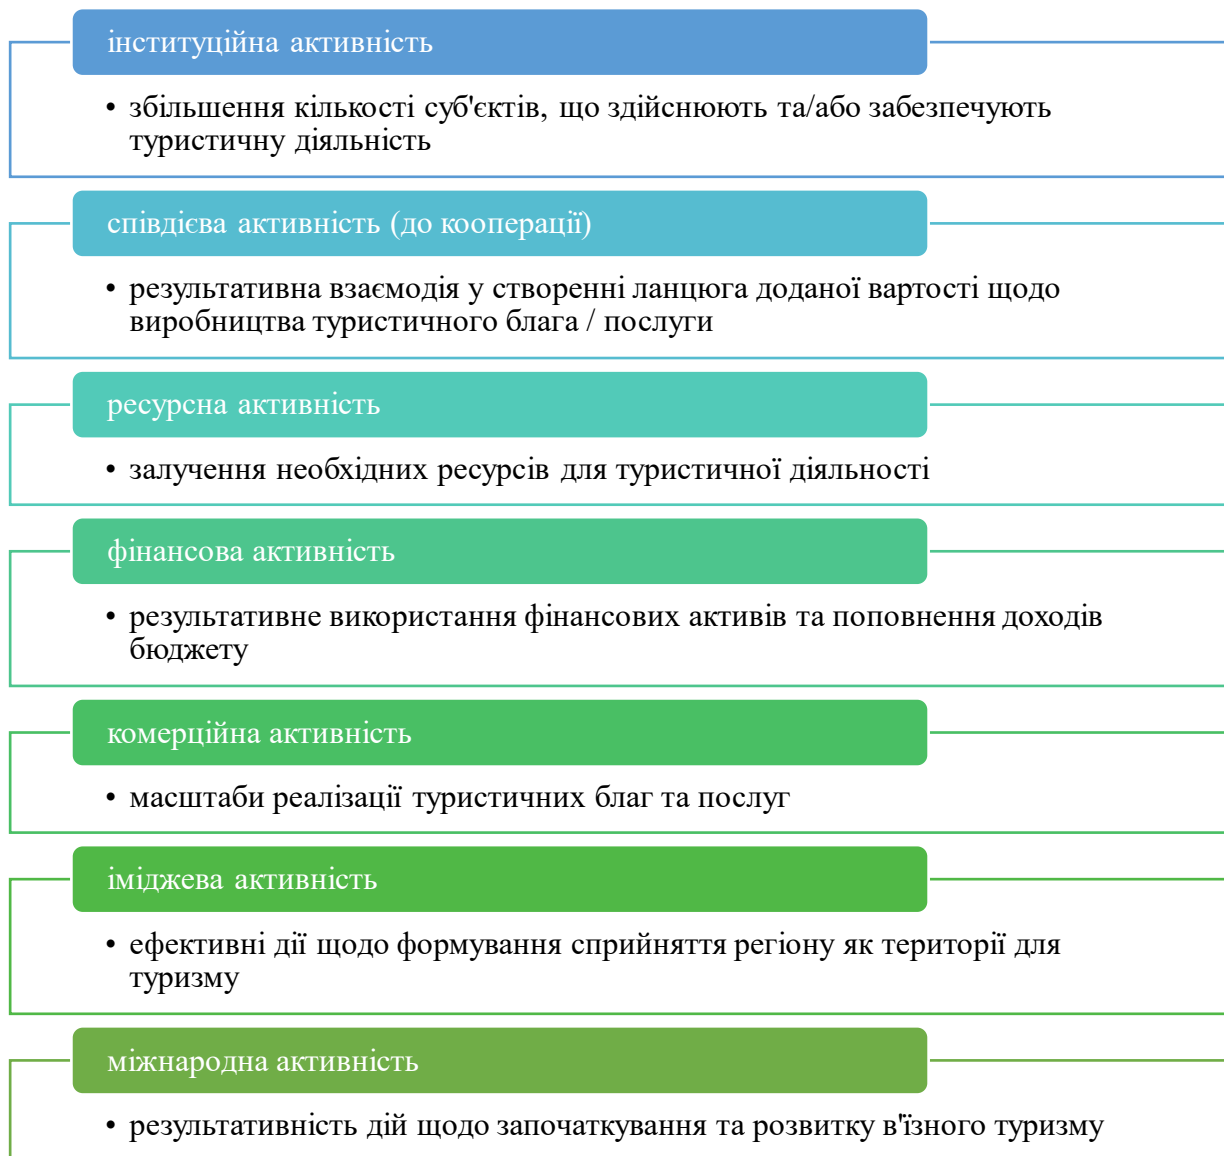 інституційна активність
• збільшення кількості суб'єктів, що здійснюють та/або забезпечують
туристичну діяльність
співдієва активність (до кооперації)
• результативна взаємодія у створенні ланцюга доданої вартості щодо
виробництва туристичного блага / послуги
ресурсна активність
• залучення необхідних ресурсів для туристичної діяльності
фінансова активність
• результативне використання фінансових активів та поповнення доходів
бюджету
комерційна активність
• масштаби реалізації туристичних благ та послуг
іміджева активність
• ефективні дії щодо формування сприйняття регіону як території для
туризму
міжнародна активність
• результативність дій щодо започаткування та розвитку в'їзного туризму